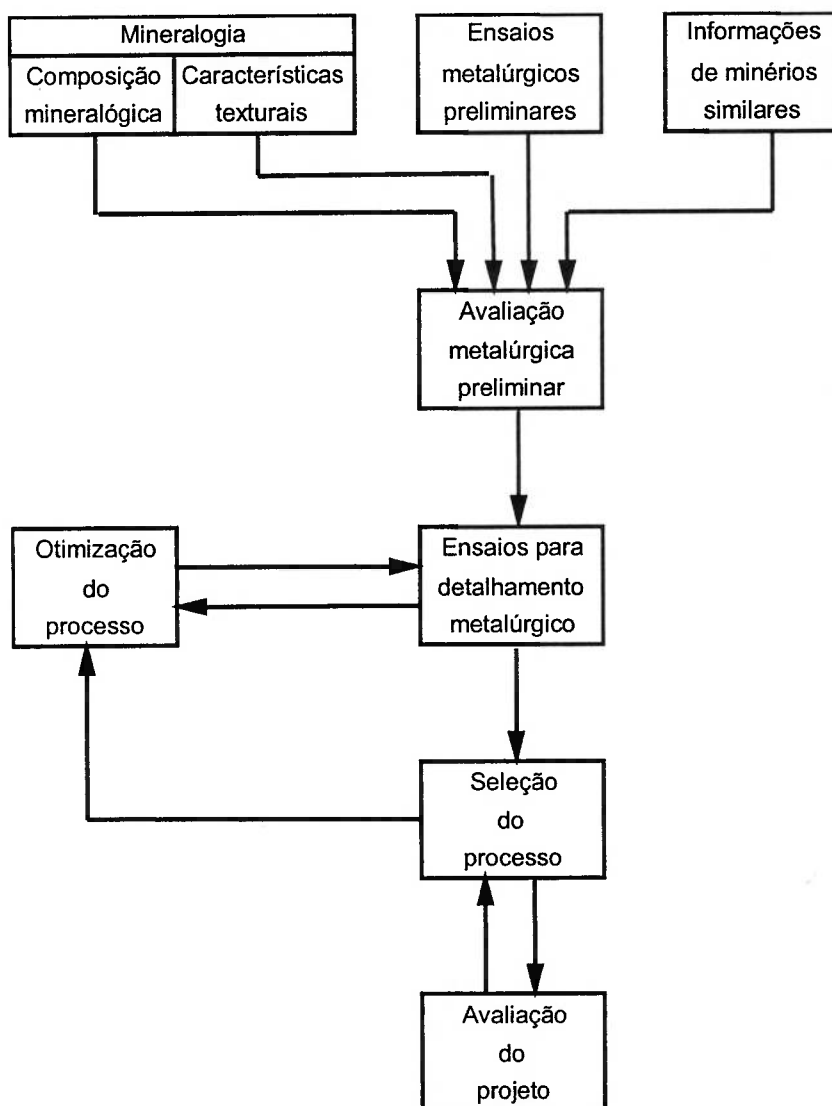 Mineralogia
Composição
mineralógica
Características
texturais
Ensaios
metalúrgicos
preliminares
Informações
de minérios
similares
Avaliação
metalúrgica
preliminar
Otimização
do
processo
Ensaios para
detalhamento
metalúrgico
Seleção
do
processo
Avaliação
do
projeto